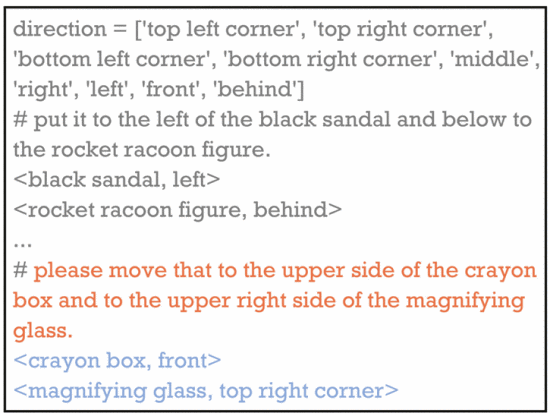 direction = ['top left corner', 'top right corner',
'bottom left corner', 'bottom right corner', 'middle',
'right', 'left', 'front', 'behind']
# put it to the left of the black sandal and below to
the rocket racoon figure.
<black sandal, left>
<rocket racoon figure, behind>
...
# please move that to the upper side of the crayon
box and to the upper right side of the magnifying
glass.
<crayon box, front>
<magnifying glass, top right corner>